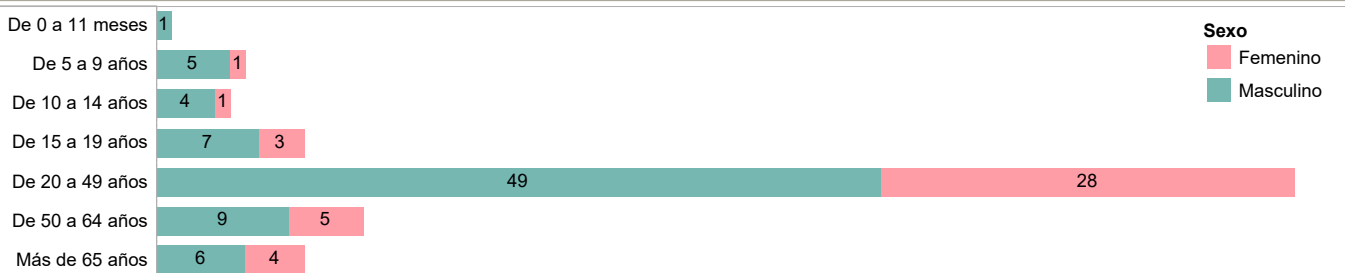 De 0 a 11 meses 1
De 5 a 9 años 5 1
De 10 a 14 años 4 1
De 15 a 19 años 7 3
De 20 a 49 años 49 28
De 50 a 64 años 9 5
Más de 65 años 6 4
Sexo
Femenino
Masculino